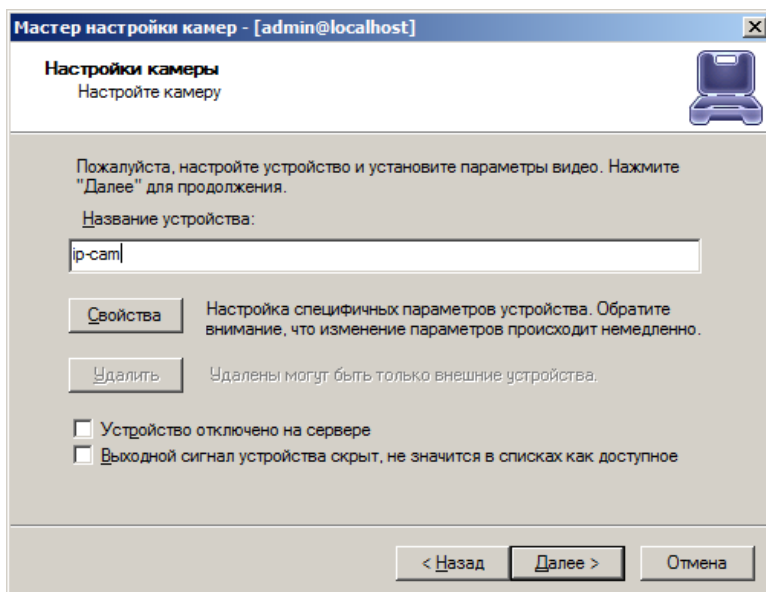 Мастер настройки камер - [admin@localhost]
Настройки камеры
Настройте камеру
Пожалуйста, настройте устройство и установите параметры видео. Нажмите
"Далее" для продолжения.
Название устройства:
ip-cam
Свойства
Настройка специфичных параметров устройства. Обратите
внимание, что изменение параметров происходит немедленно.
Удалить
Удалены могут быть только внешние устройства.
Устройство отключено на сервере
Выходной сигнал устройства скрыт, не значится в списках как доступное
< Назад
Далее >
Отмена